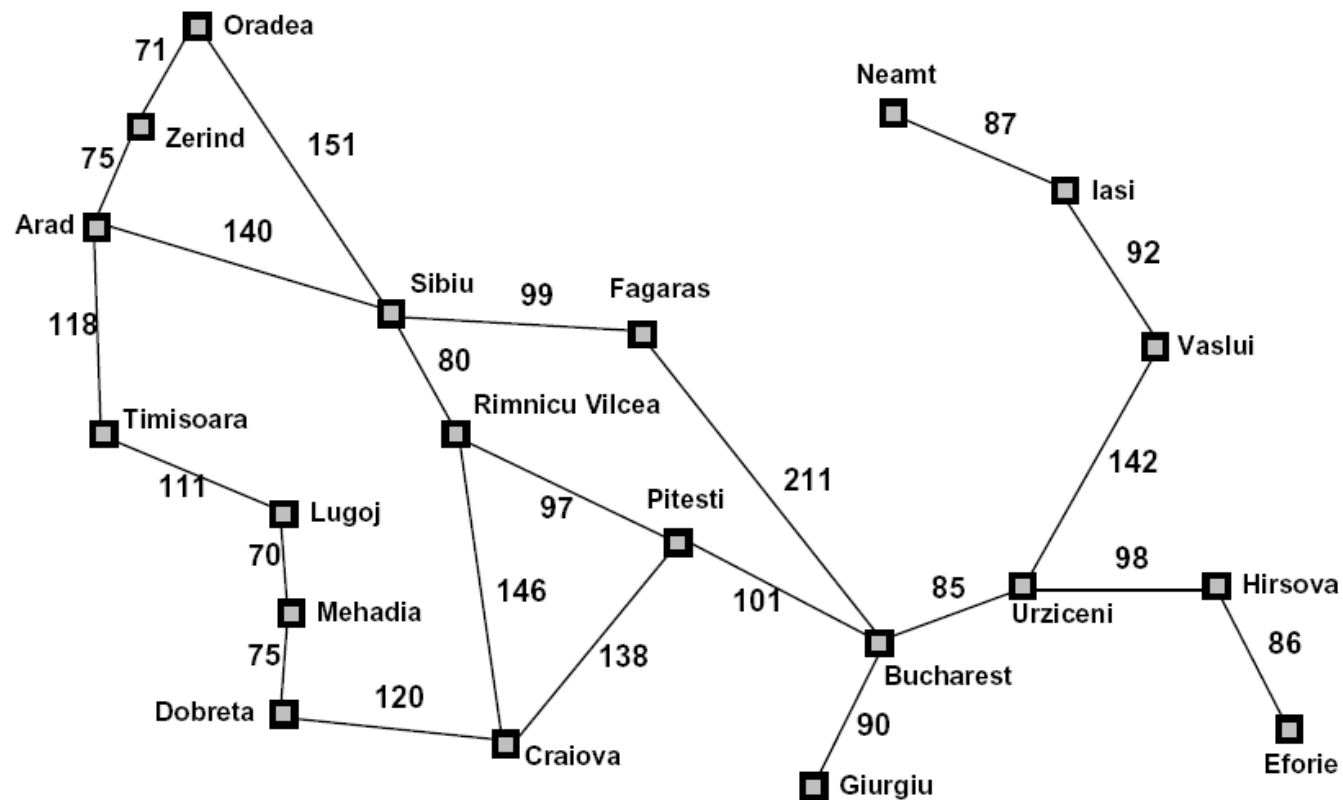 Oradea
71
Neamt
87
Zerind
151
75
Iasi
Arad
140
92
Sibiu
99
Fagaras
118
Vaslui
80
Rimnicu Vilcea
Timisoara
142
211
111
97
Pitesti
Lugoj
70
98
Hirsova
146
101
85
Urziceni
Mehadia
86
75
138
Bucharest
120
Dobreta
90
Craiova
Eforie
Giurgiu